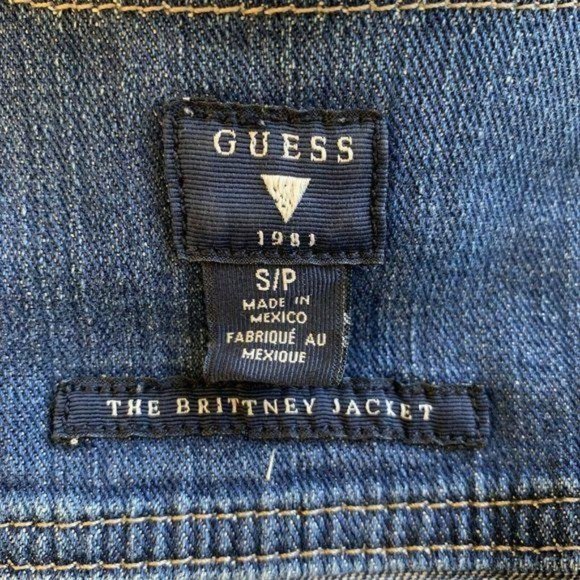 GUESS
1981
S/P
MADE IN
MEXICO
FABRIQUÉ AU
MEXIQUE
THE BRITTNEY JACKET